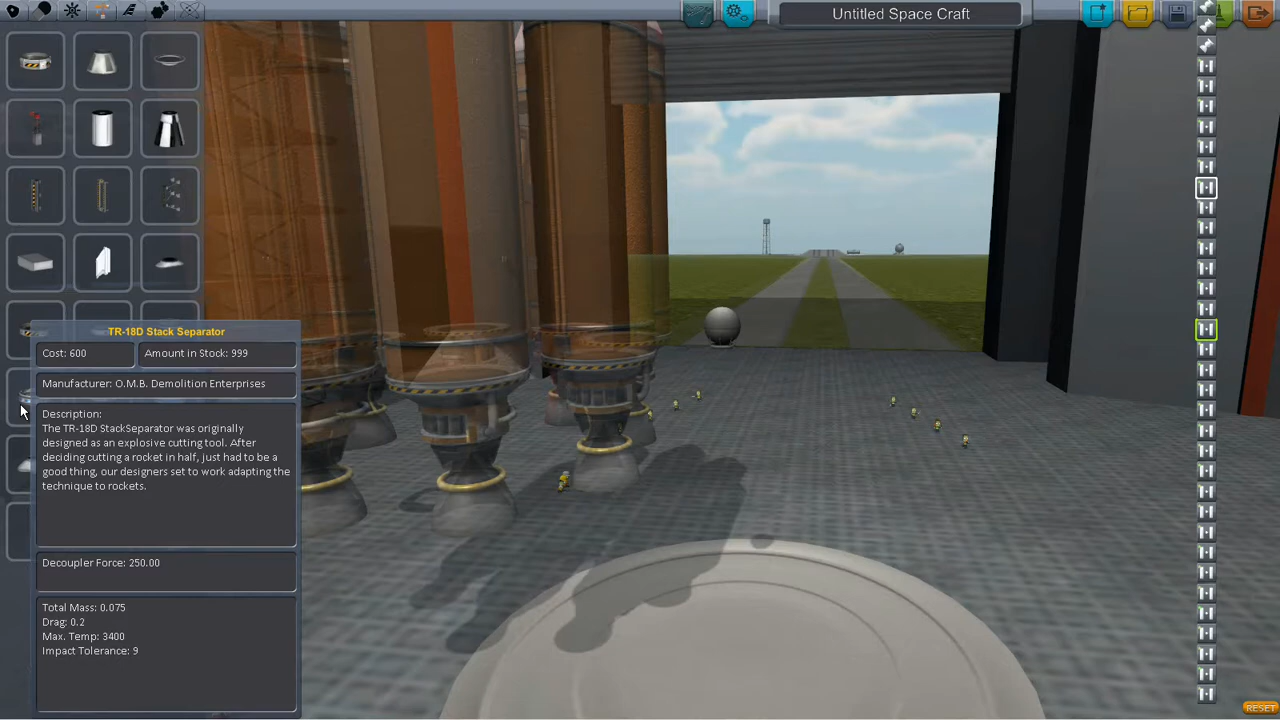 Untitled Space Craft
TR-18D Stack Separator
Cost: 600
Amount in Stock: 999
Manufacturer: O.M.B. Demolition Enterprises
Description:
The TR-18D StackSeparator was originally
designed as an explosive cutting tool. After
deciding cutting a rocket in half, just had to be a
good thing, our designers set to work adapting the
technique to rockets.
Decoupler Force: 250.00
Total Mass: 0.075
Drag: 0.2
Max. Temp: 3400
Impact Tolerance: 9
RESET